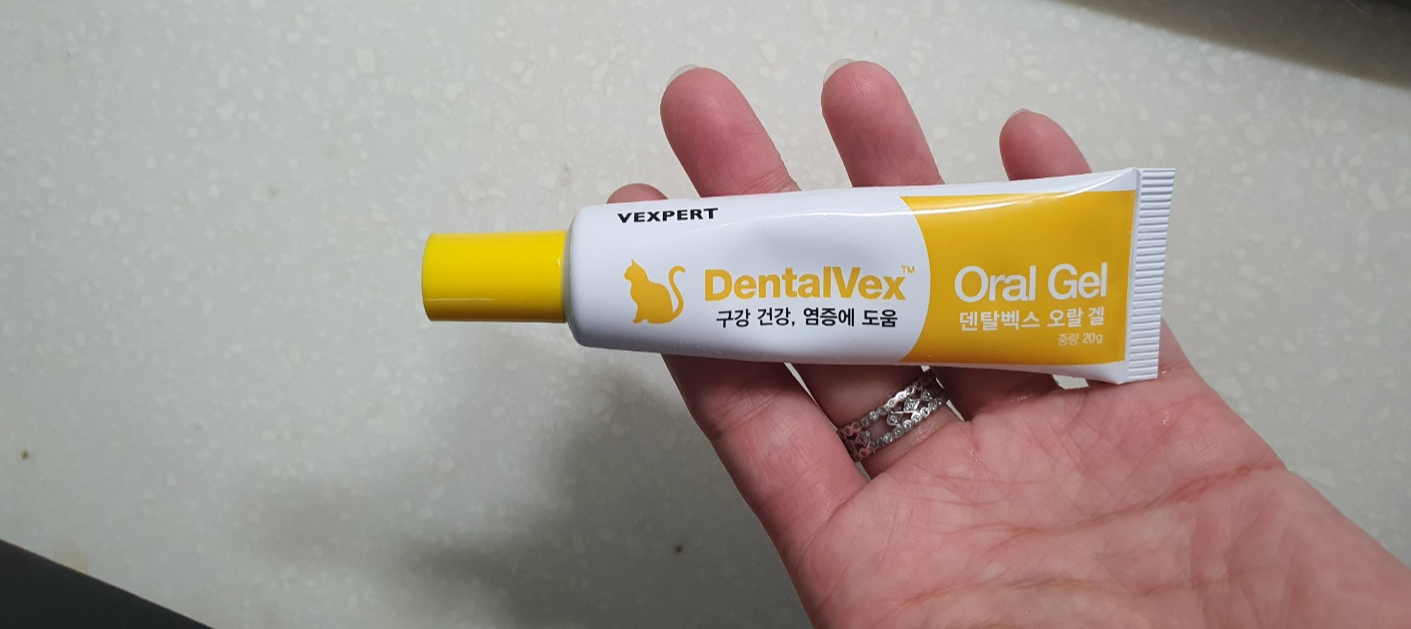 VEXPERT
DentalVex™
구강 건강, 염증에 도움
Oral Gel
덴탈벡스 오랄 겔
중량 20g